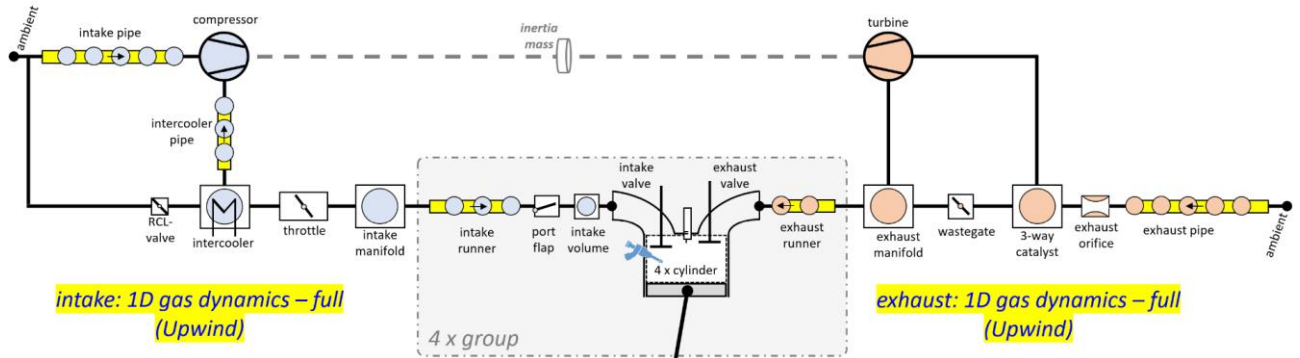 ambient
intake pipe
compressor
inertia
mass
turbine
intercooler
pipe
intake
valve
exhaust
valve
RCL-
valve
intercooler
throttle
intake
manifold
intake
runner
port
flap
intake
volume
4 x cylinder
exhaust
runner
exhaust
manifold
wastegate
3-way
catalyst
exhaust
orifice
exhaust pipe
ambient
intake: 1D gas dynamics – full
(Upwind)
4 x group
exhaust: 1D gas dynamics – full
(Upwind)